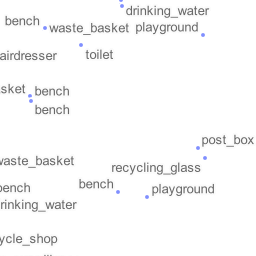 drinking_water
bench
waste_basket
playground
airdresser
toilet
sket
bench
bench
post_box
waste_basket
recycling_glass
bench
bench
playground
rinking_water
ycle_shop